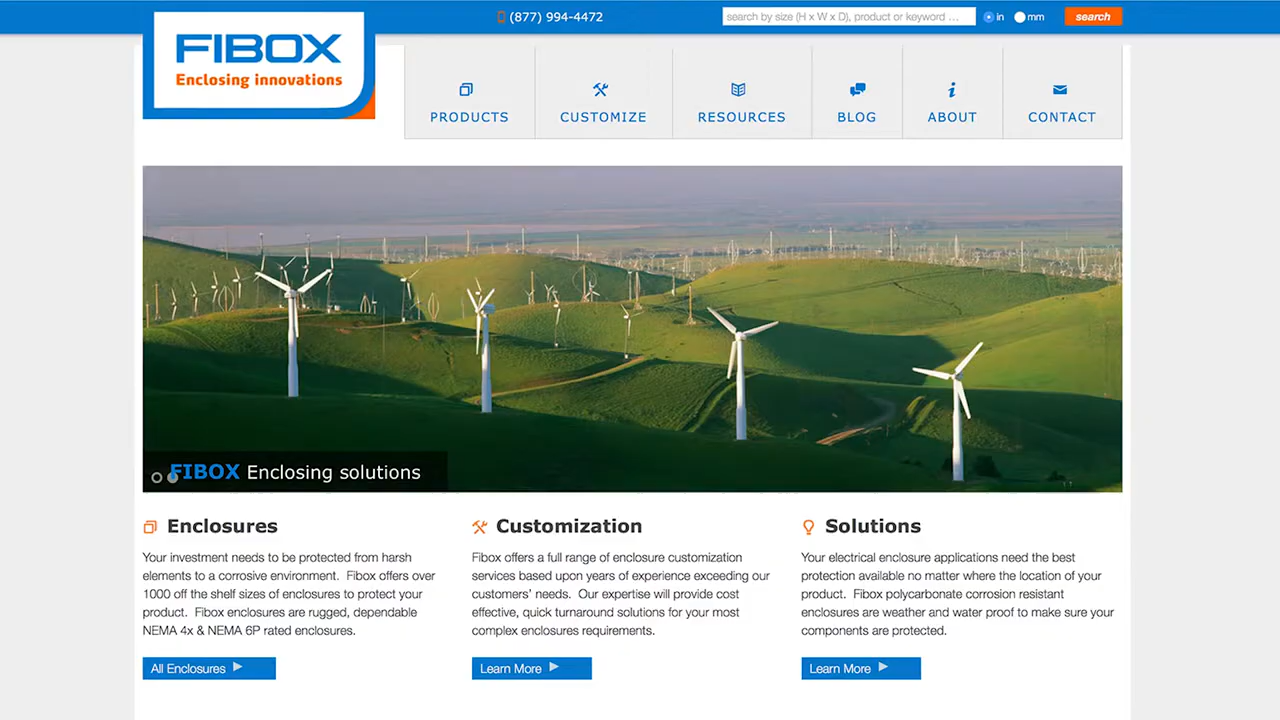 (877) 994-4472
search by size (H x W x D), product or keyword ...
in
mm
search
FIBOX
Enclosing innovations
PRODUCTS
CUSTOMIZE
RESOURCES
BLOG
ABOUT
CONTACT
FIBOX Enclosing solutions
Enclosures
Your investment needs to be protected from harsh
elements to a corrosive environment. Fibox offers over
1000 off the shelf sizes of enclosures to protect your
product. Fibox enclosures are rugged, dependable
NEMA 4x & NEMA 6P rated enclosures.
All Enclosures
Customization
Fibox offers a full range of enclosure customization
services based upon years of experience exceeding our
customers’ needs. Our expertise will provide cost
effective, quick turnaround solutions for your most
complex enclosures requirements.
Learn More
Solutions
Your electrical enclosure applications need the best
protection available no matter where the location of your
product. Fibox polycarbonate corrosion resistant
enclosures are weather and water proof to make sure your
components are protected.
Learn More